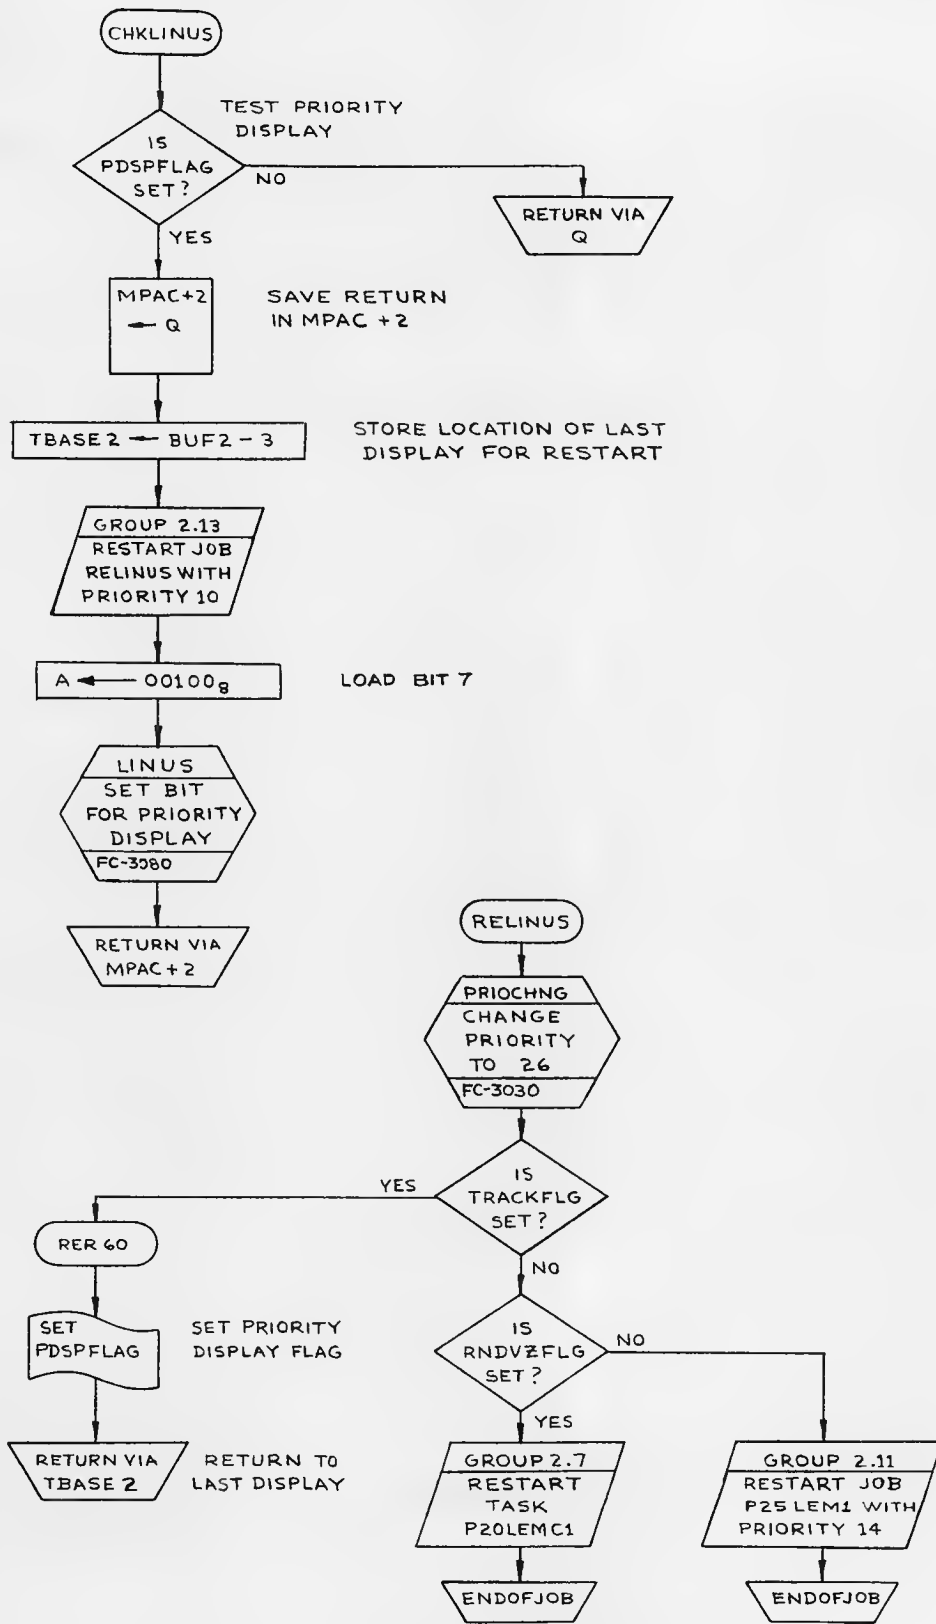 CHKLINUS
TEST PRIORITY
DISPLAY
IS
PDSPFLAG
SET?
NO
RETURN VIA
Q
YES
MPAC+2
← Q
SAVE RETURN
IN MPAC +2
TBASE2 ← BUF2-3
STORE LOCATION OF LAST
DISPLAY FOR RESTART
GROUP 2.13
RESTART JOB
RELINUS WITH
PRIORITY 10
A ← 00100₈
LOAD BIT 7
LINUS
SET BIT
FOR PRIORITY
DISPLAY
FC-3080
RETURN VIA
MPAC+2
RELINUS
PRIOCHNG
CHANGE
PRIORITY
TO 26
FC-3030
IS
TRACKFLG
SET?
YES
RER 60
SET
PDSPFLAG
SET PRIORITY
DISPLAY FLAG
RETURN VIA
TBASE 2
RETURN TO
LAST DISPLAY
NO
IS
RNDVZFLG
SET?
NO
YES
GROUP 2.7
RESTART
TASK
P20LEMC1
ENDOFJOB
GROUP 2.11
RESTART JOB
P25LEM1 WITH
PRIORITY 14
ENDOFJOB